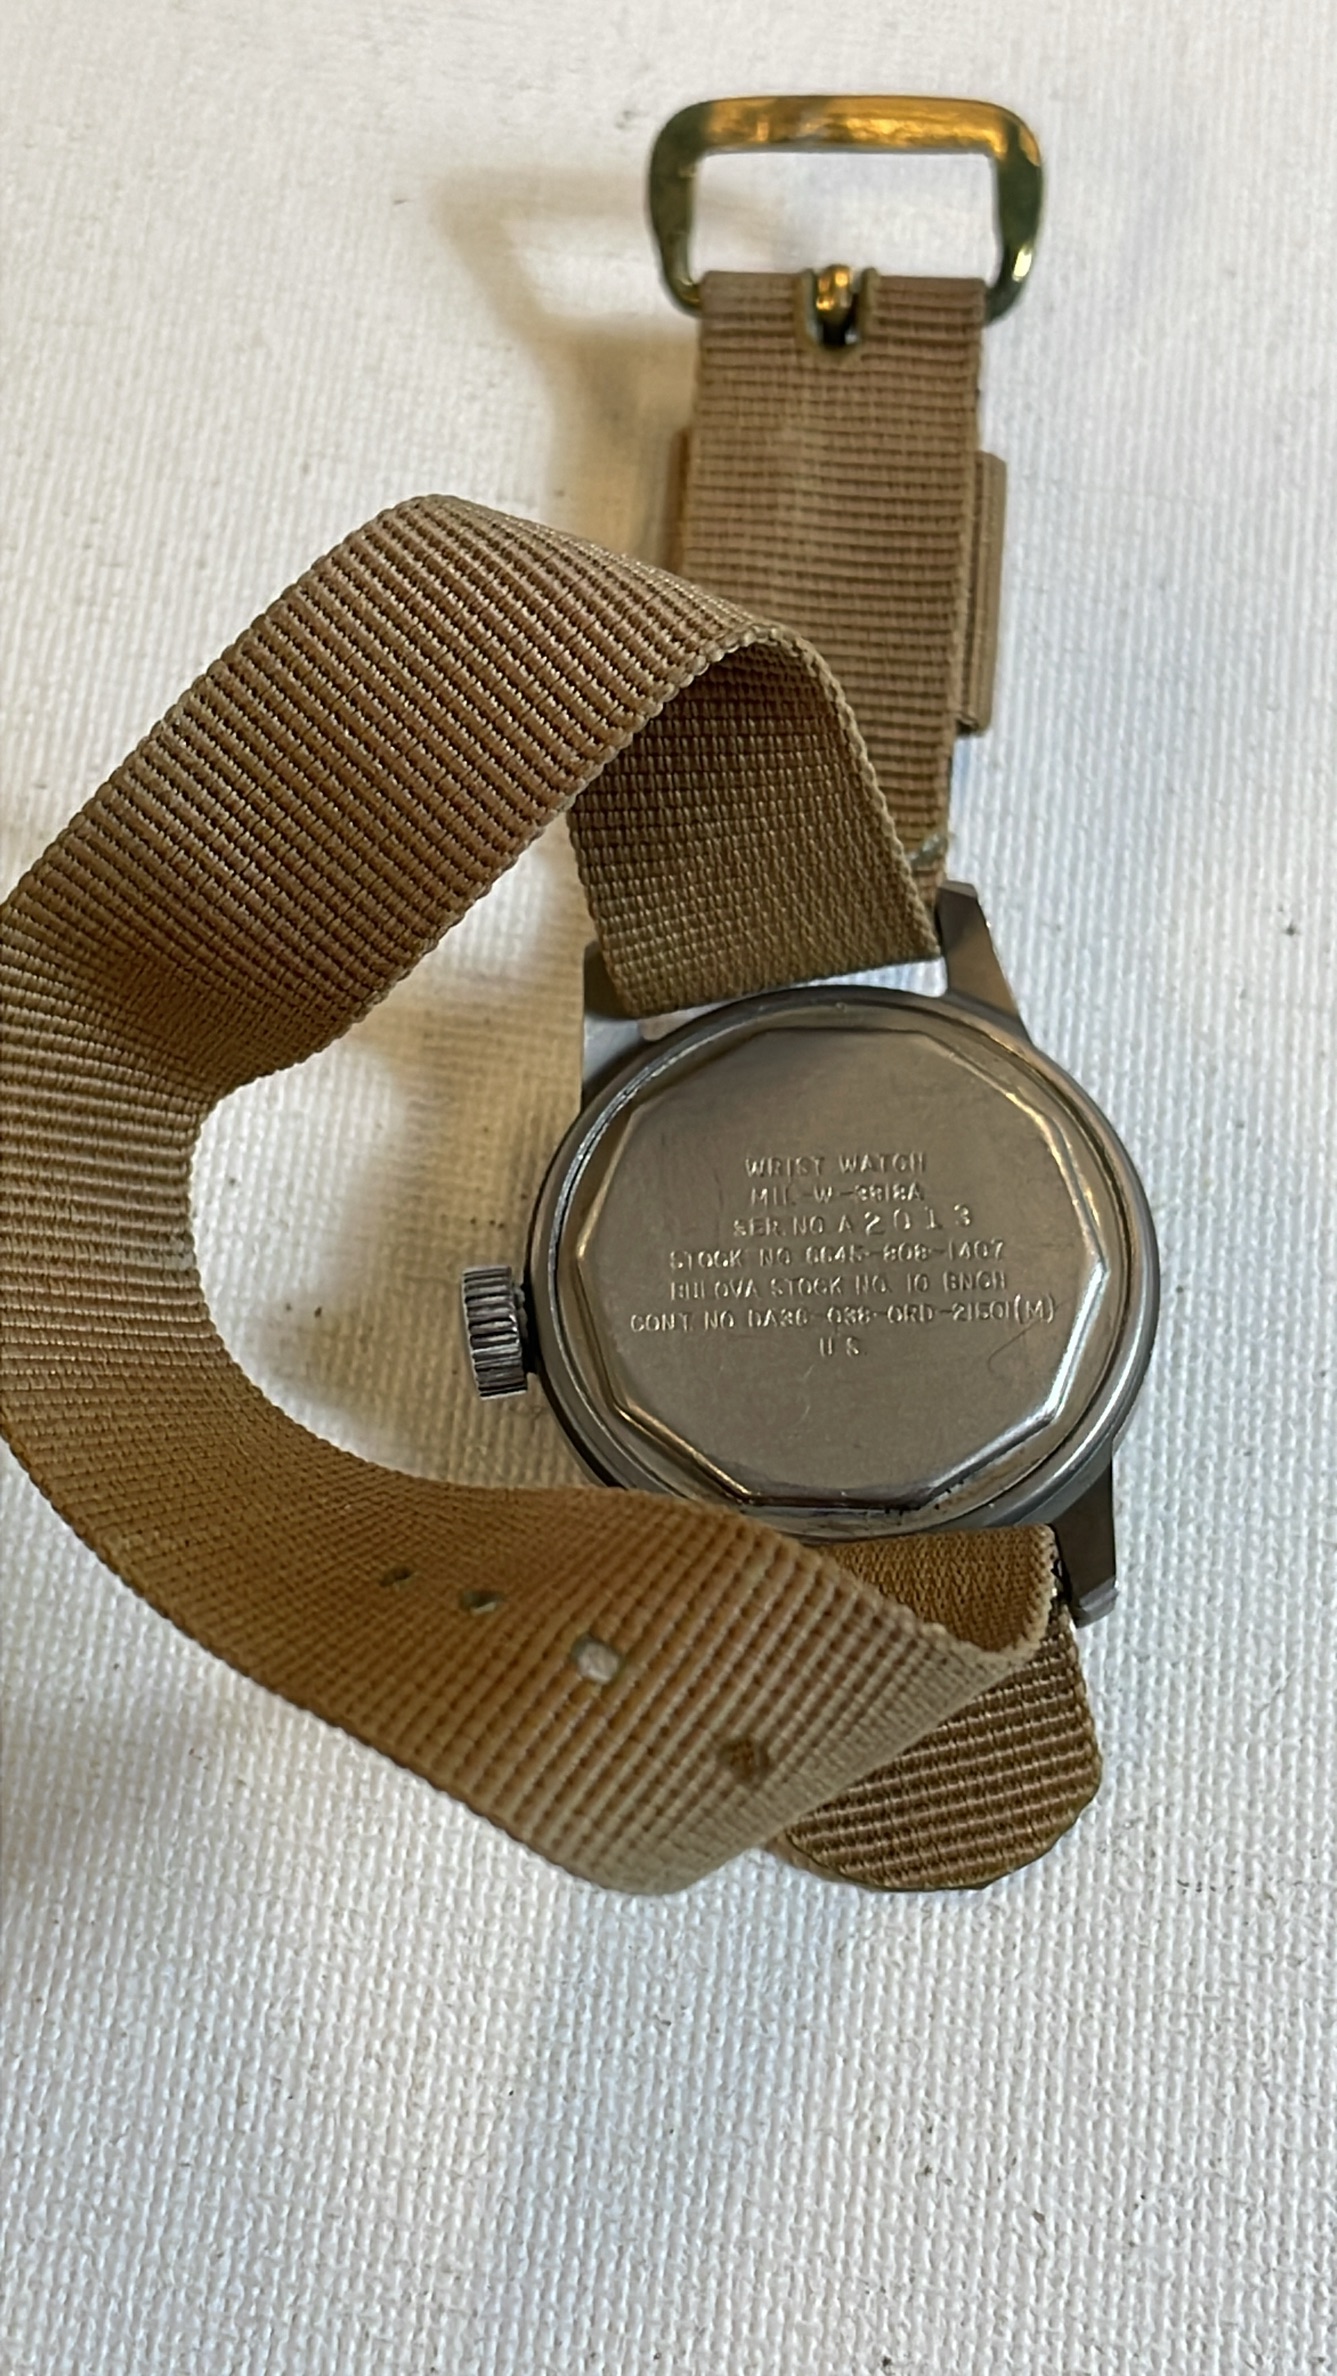 WRIST WATCH
MIL-W-3818A
SER. NO. A2013
STOCK NO 6645-808-1407
BULOVA STOCK NO. 10 BNCH
CONT. NO DA36-038-ORD-21501(M)
U.S.